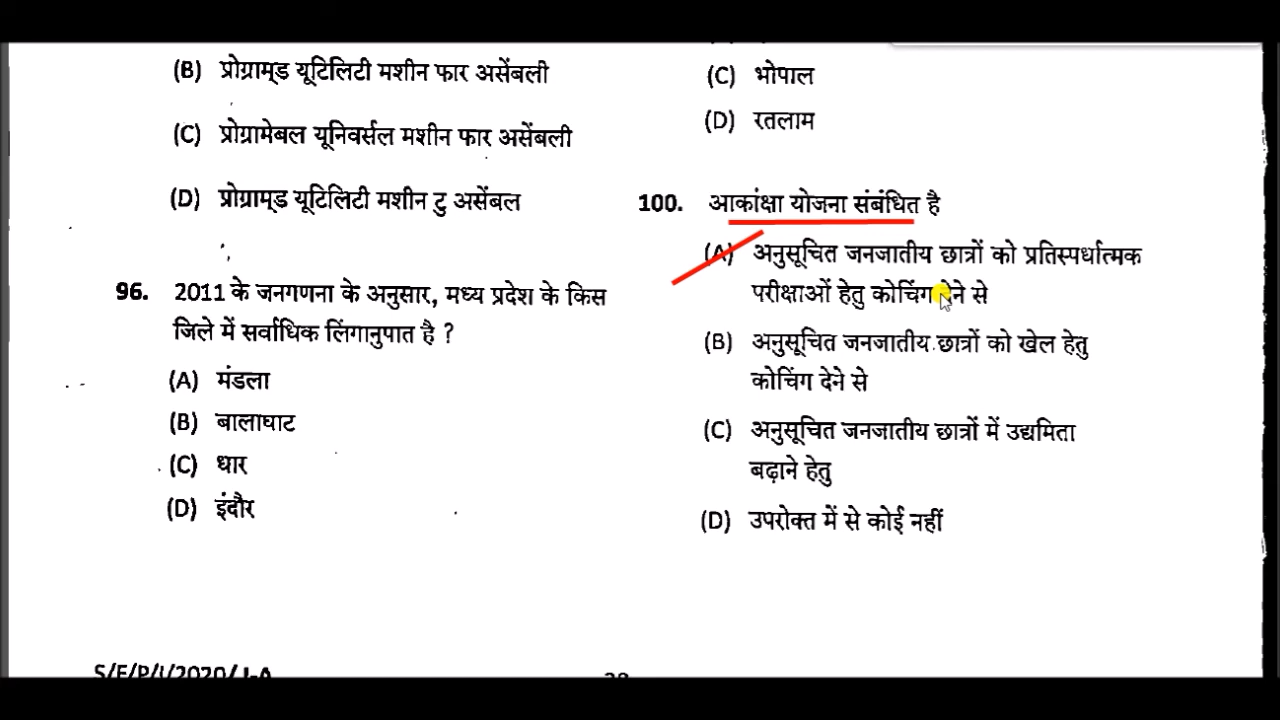 (B) प्रोग्राम्ड यूटिलिटी मशीन फार असेंबली
(C) प्रोग्रामेबल यूनिवर्सल मशीन फार असेंबली
(D) प्रोग्राम्ड यूटिलिटी मशीन टु असेंबल
96. 2011 के जनगणना के अनुसार, मध्य प्रदेश के किस
जिले में सर्वाधिक लिंगानुपात है ?
(A) मंडला
(B) बालाघाट
(C) धार
(D) इंदौर
(C) भोपाल
(D) रतलाम
100. आकांक्षा योजना संबंधित है
(A) अनुसूचित जनजातीय छात्रों को प्रतिस्पर्धात्मक
परीक्षाओं हेतु कोचिंग देने से
(B) अनुसूचित जनजातीय छात्रों को खेल हेतु
कोचिंग देने से
(C) अनुसूचित जनजातीय छात्रों में उद्यमिता
बढ़ाने हेतु
(D) उपरोक्त में से कोई नहीं
S/F/P/I/2020/J-A